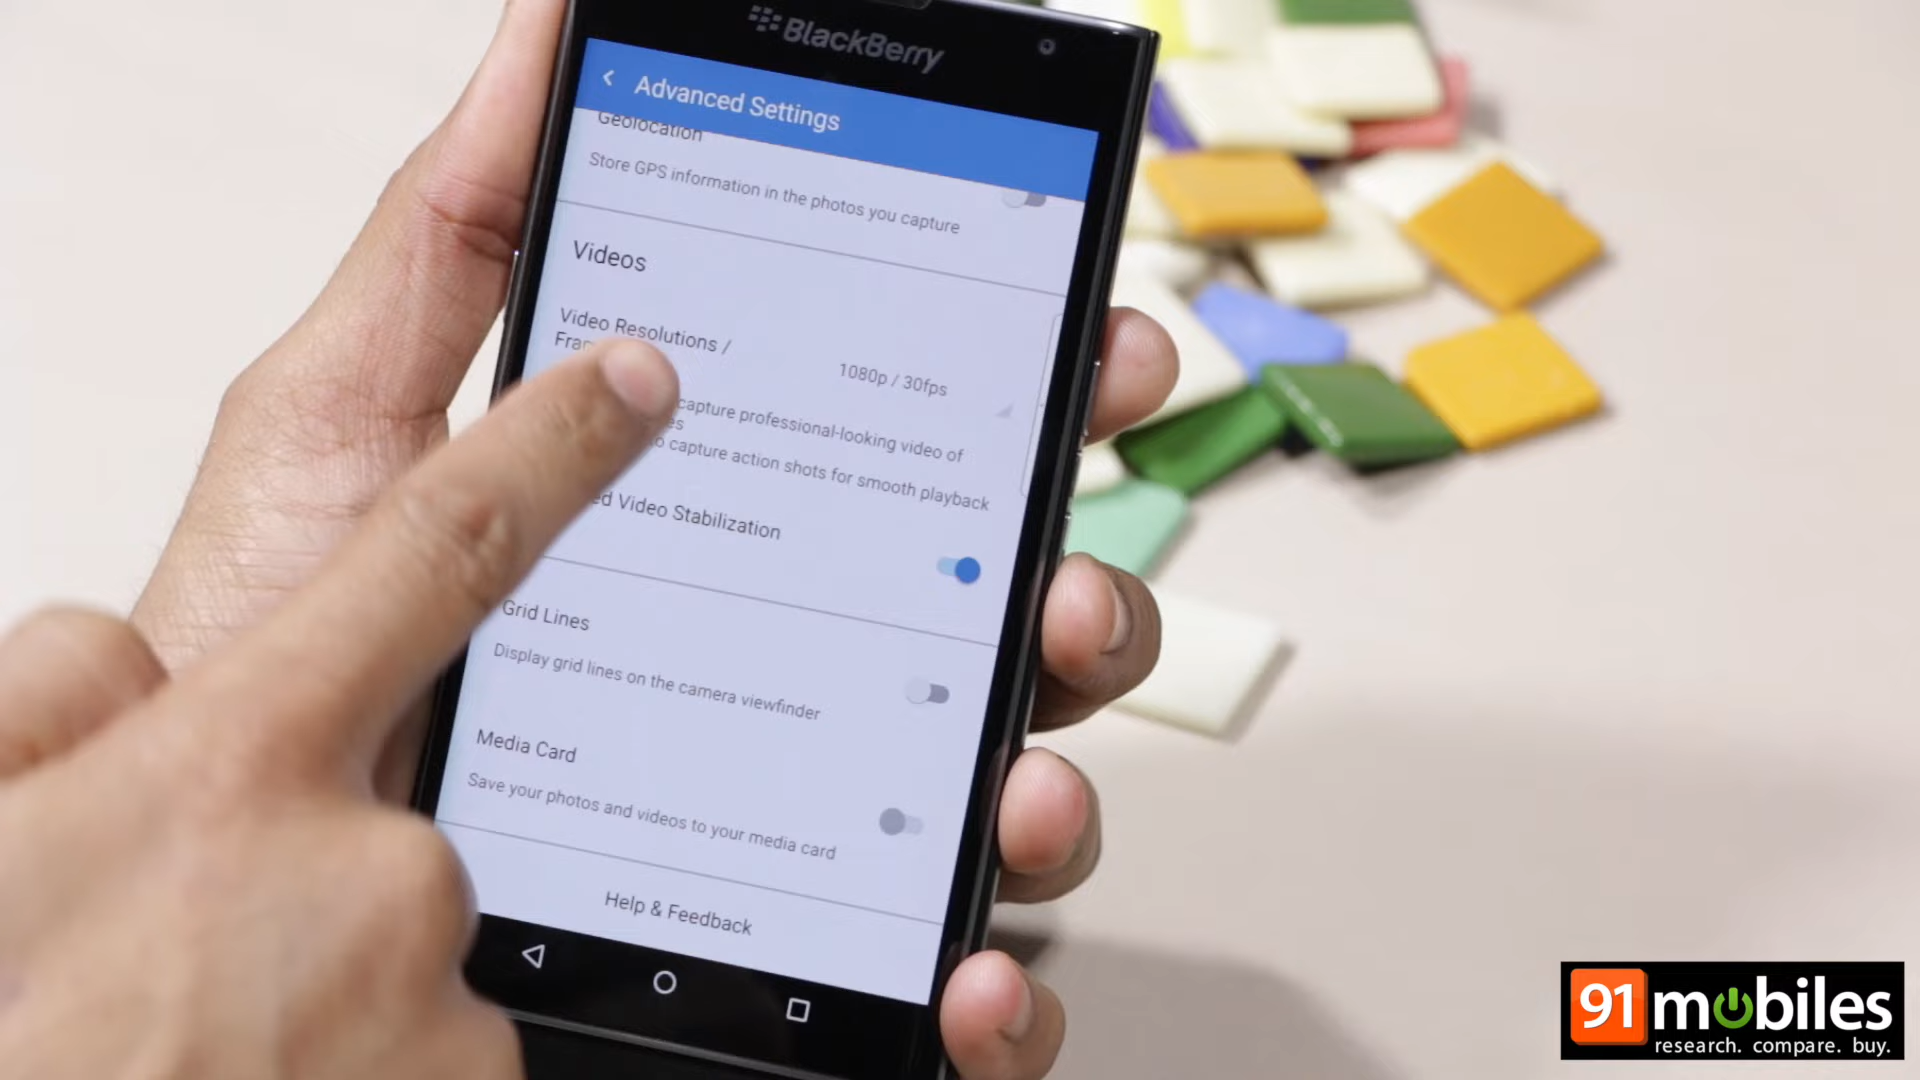 BlackBerry
Advanced Settings
Geolocation
Store GPS information in the photos you capture
Videos
Video Resolutions /
1080p / 30fps
capture professional-looking video of
to capture action shots for smooth playback
Video Stabilization
Grid Lines
Display grid lines on the camera viewfinder
Media Card
Save your photos and videos to your media card
Help & Feedback
91mobiles
research. compare. buy.